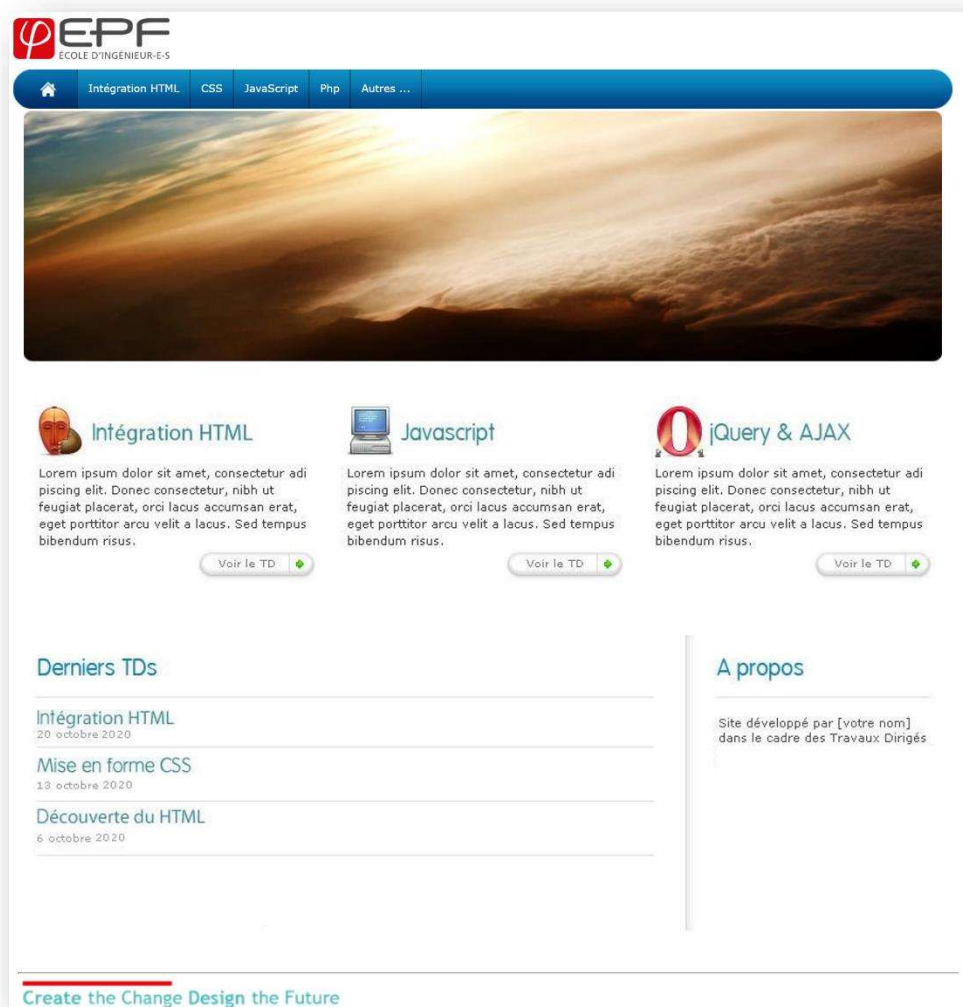 EPF
ÉCOLE D'INGÉNIEUR-E-S
Intégration HTML CSS JavaScript Php Autres ...
Intégration HTML
Lorem ipsum dolor sit amet, consectetur adi
piscing elit. Donec consectetur, nibh ut
feugiat placerat, orci lacus accumsan erat,
eget porttitor arcu velit a lacus. Sed tempus
bibendum risus.
Voir le TD
Javascript
Lorem ipsum dolor sit amet, consectetur adi
piscing elit. Donec consectetur, nibh ut
feugiat placerat, orci lacus accumsan erat,
eget porttitor arcu velit a lacus. Sed tempus
bibendum risus.
Voir le TD
jQuery & AJAX
Lorem ipsum dolor sit amet, consectetur adi
piscing elit. Donec consectetur, nibh ut
feugiat placerat, orci lacus accumsan erat,
eget porttitor arcu velit a lacus. Sed tempus
bibendum risus.
Voir le TD
Derniers TDs
Intégration HTML
20 octobre 2020
Mise en forme CSS
13 octobre 2020
Découverte du HTML
6 octobre 2020
A propos
Site développé par [votre nom]
dans le cadre des Travaux Dirigés
Create the Change Design the Future